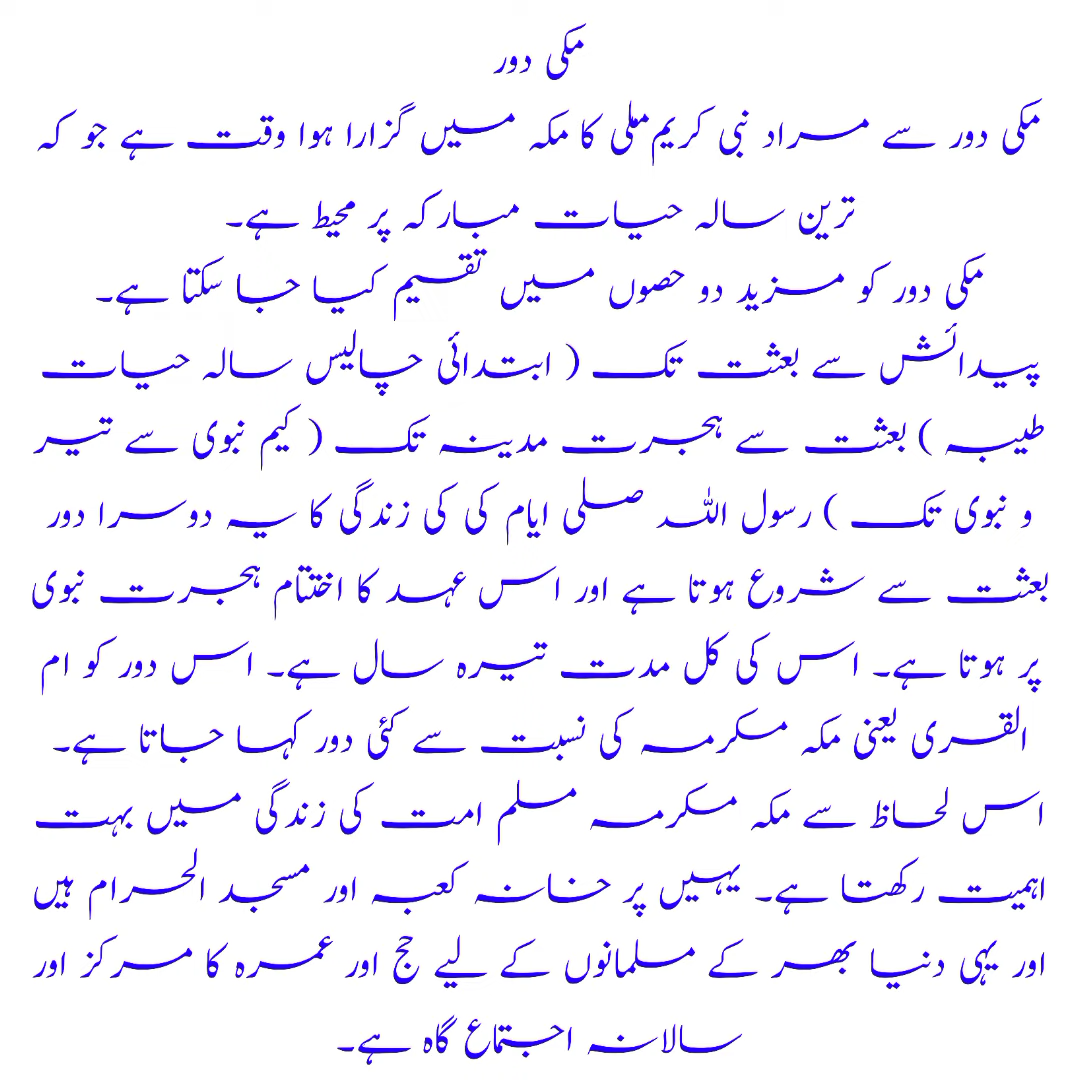 مکی دور
مکی دور سے مراد نبی کریم کا مکہ میں گزارا ہوا وقت ہے جو کہ
ترین سالہ حیات مبارکہ پر محیط ہے۔
مکی دور کو مزید دو حصوں میں تقسیم کیا جا سکتا ہے۔
پیدائش سے بعثت تک ( ابتدائی چالیس سالہ حیات
طیبہ ) بعثت سے ہجرت مدینہ تک ( کیم نبوی سے تیر
و نبوی تک ) رسول اللہ صلی ایام کی کی زندگی کا یہ دوسرا دور
بعثت سے شروع ہوتا ہے اور اس عہد کا اختتام ہجرت نبوی
پر ہوتا ہے۔ اس کی کل مدت تیرہ سال ہے۔ اس دور کو ام
القری یعنی مکہ مکرمہ کی نسبت سے کئی دور کہا جاتا ہے۔
اس لحاظ سے مکہ مکرمہ مسلم امت کی زندگی میں بہت
اہمیت رکھتا ہے۔ یہیں پر خانہ کعبہ اور مسجد الحرام ہیں
اور یہی دنیا بھر کے مسلمانوں کے لیے حج اور عمرہ کا مرکز اور
سالانہ اجتماع گاہ ہے۔